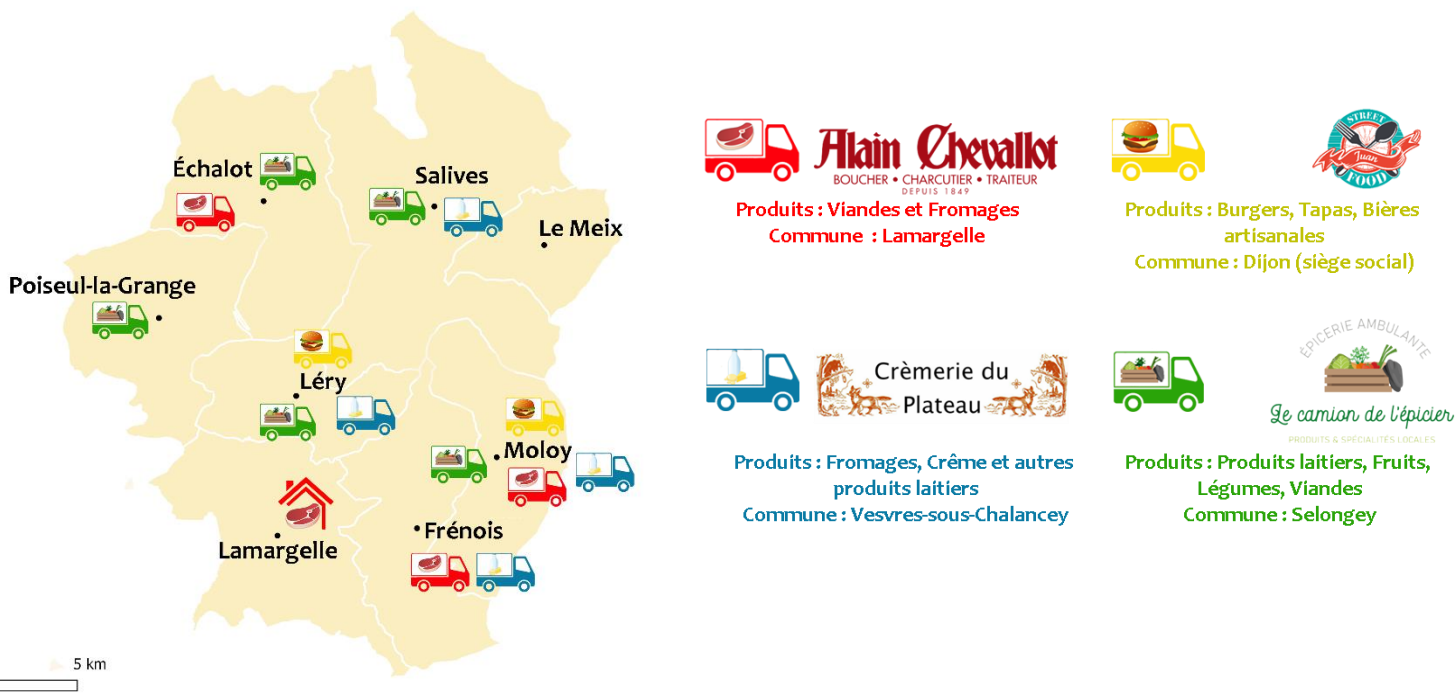 Échalot
Salives
Le Meix
Poiseul-la-Grange
Léry
Moloy
Frénois
Lamargelle
5 km
Alain Chevallot
BOUCHER • CHARCUTIER • TRAITEUR
DEPUIS 1849
Produits : Viandes et Fromages
Commune : Lamargelle
STREET
Juan
FOOD
Produits : Burgers, Tapas, Bières
artisanales
Commune : Dijon (siège social)
Crèmerie du
Plateau
Produits : Fromages, Crême et autres
produits laitiers
Commune : Vesvres-sous-Chalancey
ÉPICERIE AMBULANTE
Le camion de l'épicier
PRODUITS & SPÉCIALITÉS LOCALES
Produits : Produits laitiers, Fruits,
Légumes, Viandes
Commune : Selongey